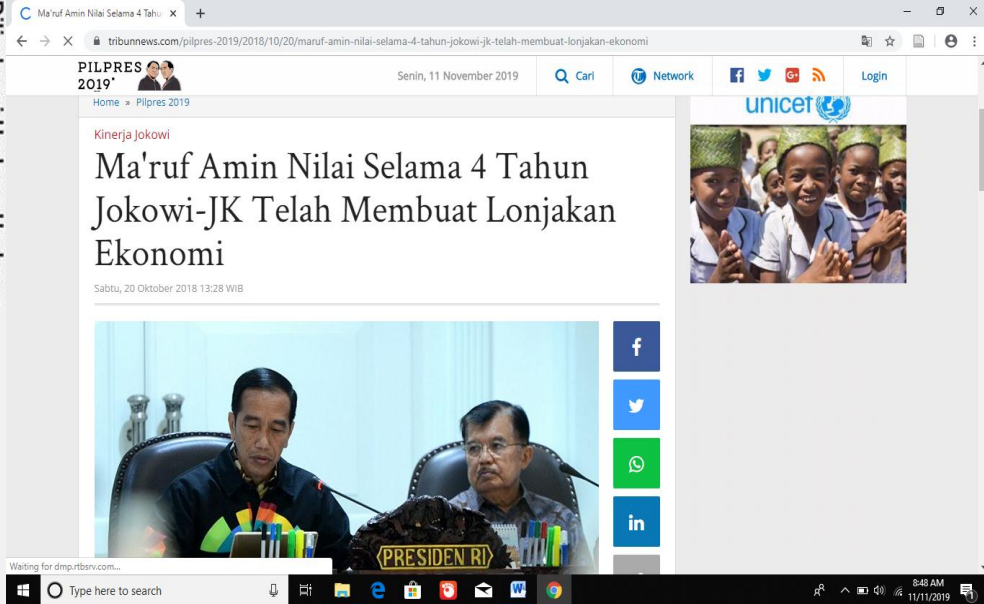 Ma'ruf Amin Nilai Selama 4 Tahu
tribunnews.com/pilpres-2019/2018/10/20/maruf-amin-nilai-selama-4-tahun-jokowi-jk-telah-membuat-lonjakan-ekonomi
PILPRES
2019
Senin, 11 November 2019
Cari
Network
G+
Login
Home » Pilpres 2019
unicef
Kinerja Jokowi
Ma'ruf Amin Nilai Selama 4 Tahun
Jokowi-JK Telah Membuat Lonjakan
Ekonomi
Sabtu, 20 Oktober 2018 13:28 WIB
PRESIDEN RI
Waiting for dmp.rtbsrv.com...
Type here to search
8:48 AM
11/11/2019